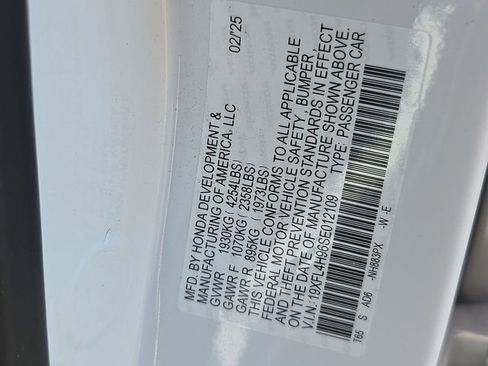 MFD. BY HONDA DEVELOPMENT & 02/25
MANUFACTURING OF AMERICA, LLC
GVWR 1930KG ( 4254LBS)
GAWR F 1070KG ( 2358LBS)
GAWR R 895KG ( 1973LBS)
THIS VEHICLE CONFORMS TO ALL APPLICABLE
FEDERAL MOTOR VEHICLE SAFETY, BUMPER,
AND THEFT PREVENTION STANDARDS IN EFFECT
ON THE DATE OF MANUFACTURE SHOWN ABOVE.
V.I.N. 19XFL4H96SE012109 TYPE: PASSENGER CAR
T65 S AD6 -NH883PX -W -E